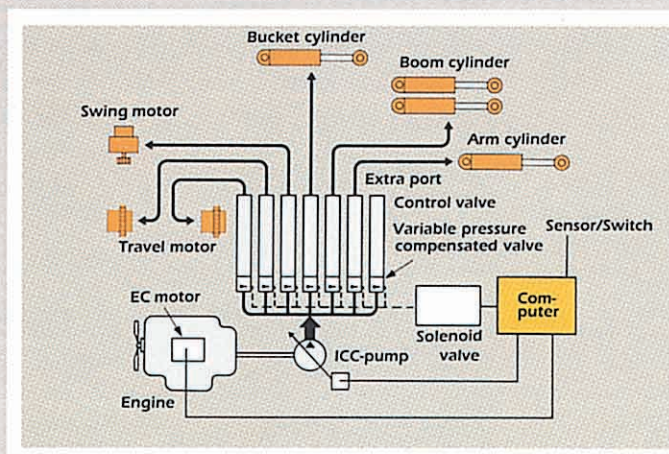 Bucket cylinder
Boom cylinder
Swing motor
Arm cylinder
Extra port
Control valve
Travel motor
Variable pressure
compensated valve
Sensor/Switch
EC motor
Com-
puter
Solenoid
valve
ICC-pump
Engine